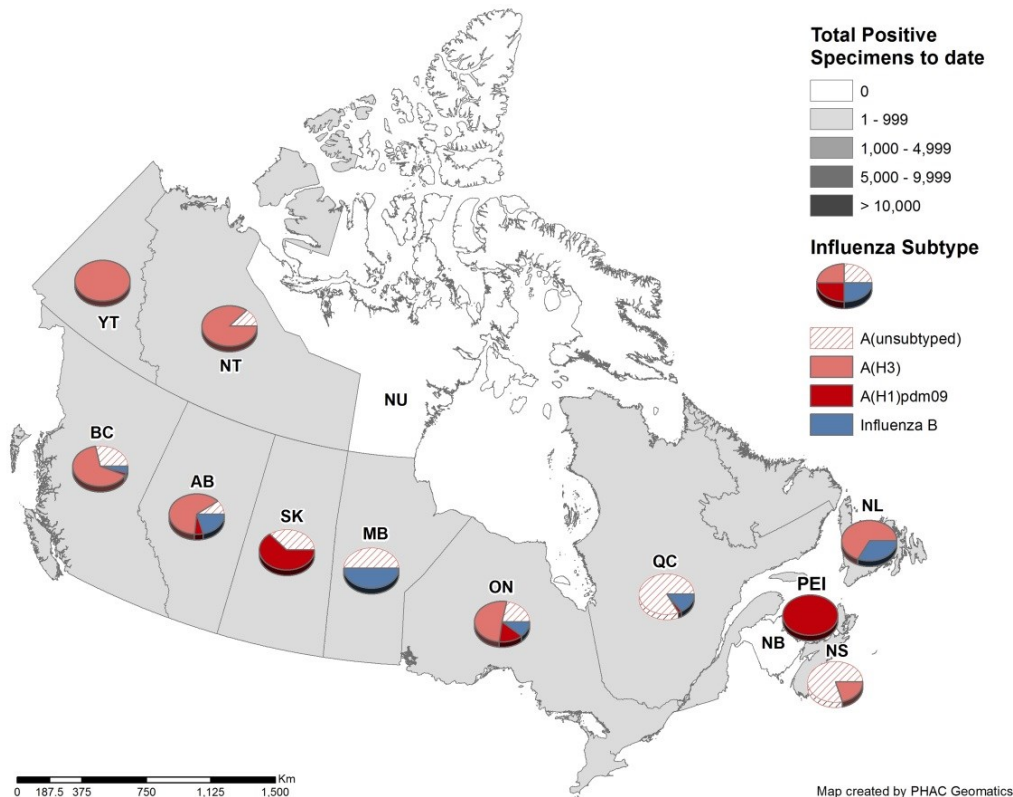 Total Positive
Specimens to date
0
1 - 999
1,000 - 4,999
5,000 - 9,999
> 10,000
Influenza Subtype
A(unsubtyped)
A(H3)
A(H1)pdm09
Influenza B
YT
NT
NU
BC
AB
SK
MB
ON
QC
NL
PEI
NB
NS
Km
0 187.5 375 750 1,125 1,500
Map created by PHAC Geomatics